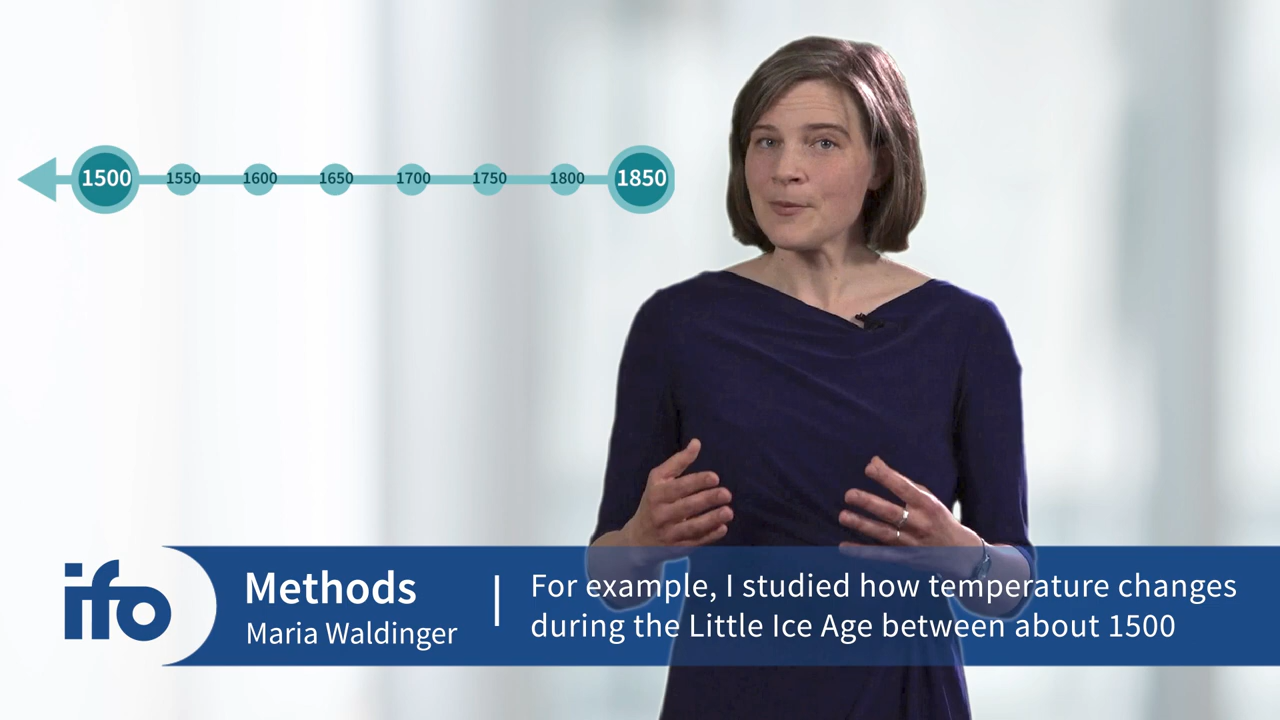 1500 1550 1600 1650 1700 1750 1800 1850
ifo
Methods
Maria Waldinger
For example, I studied how temperature changes
during the Little Ice Age between about 1500